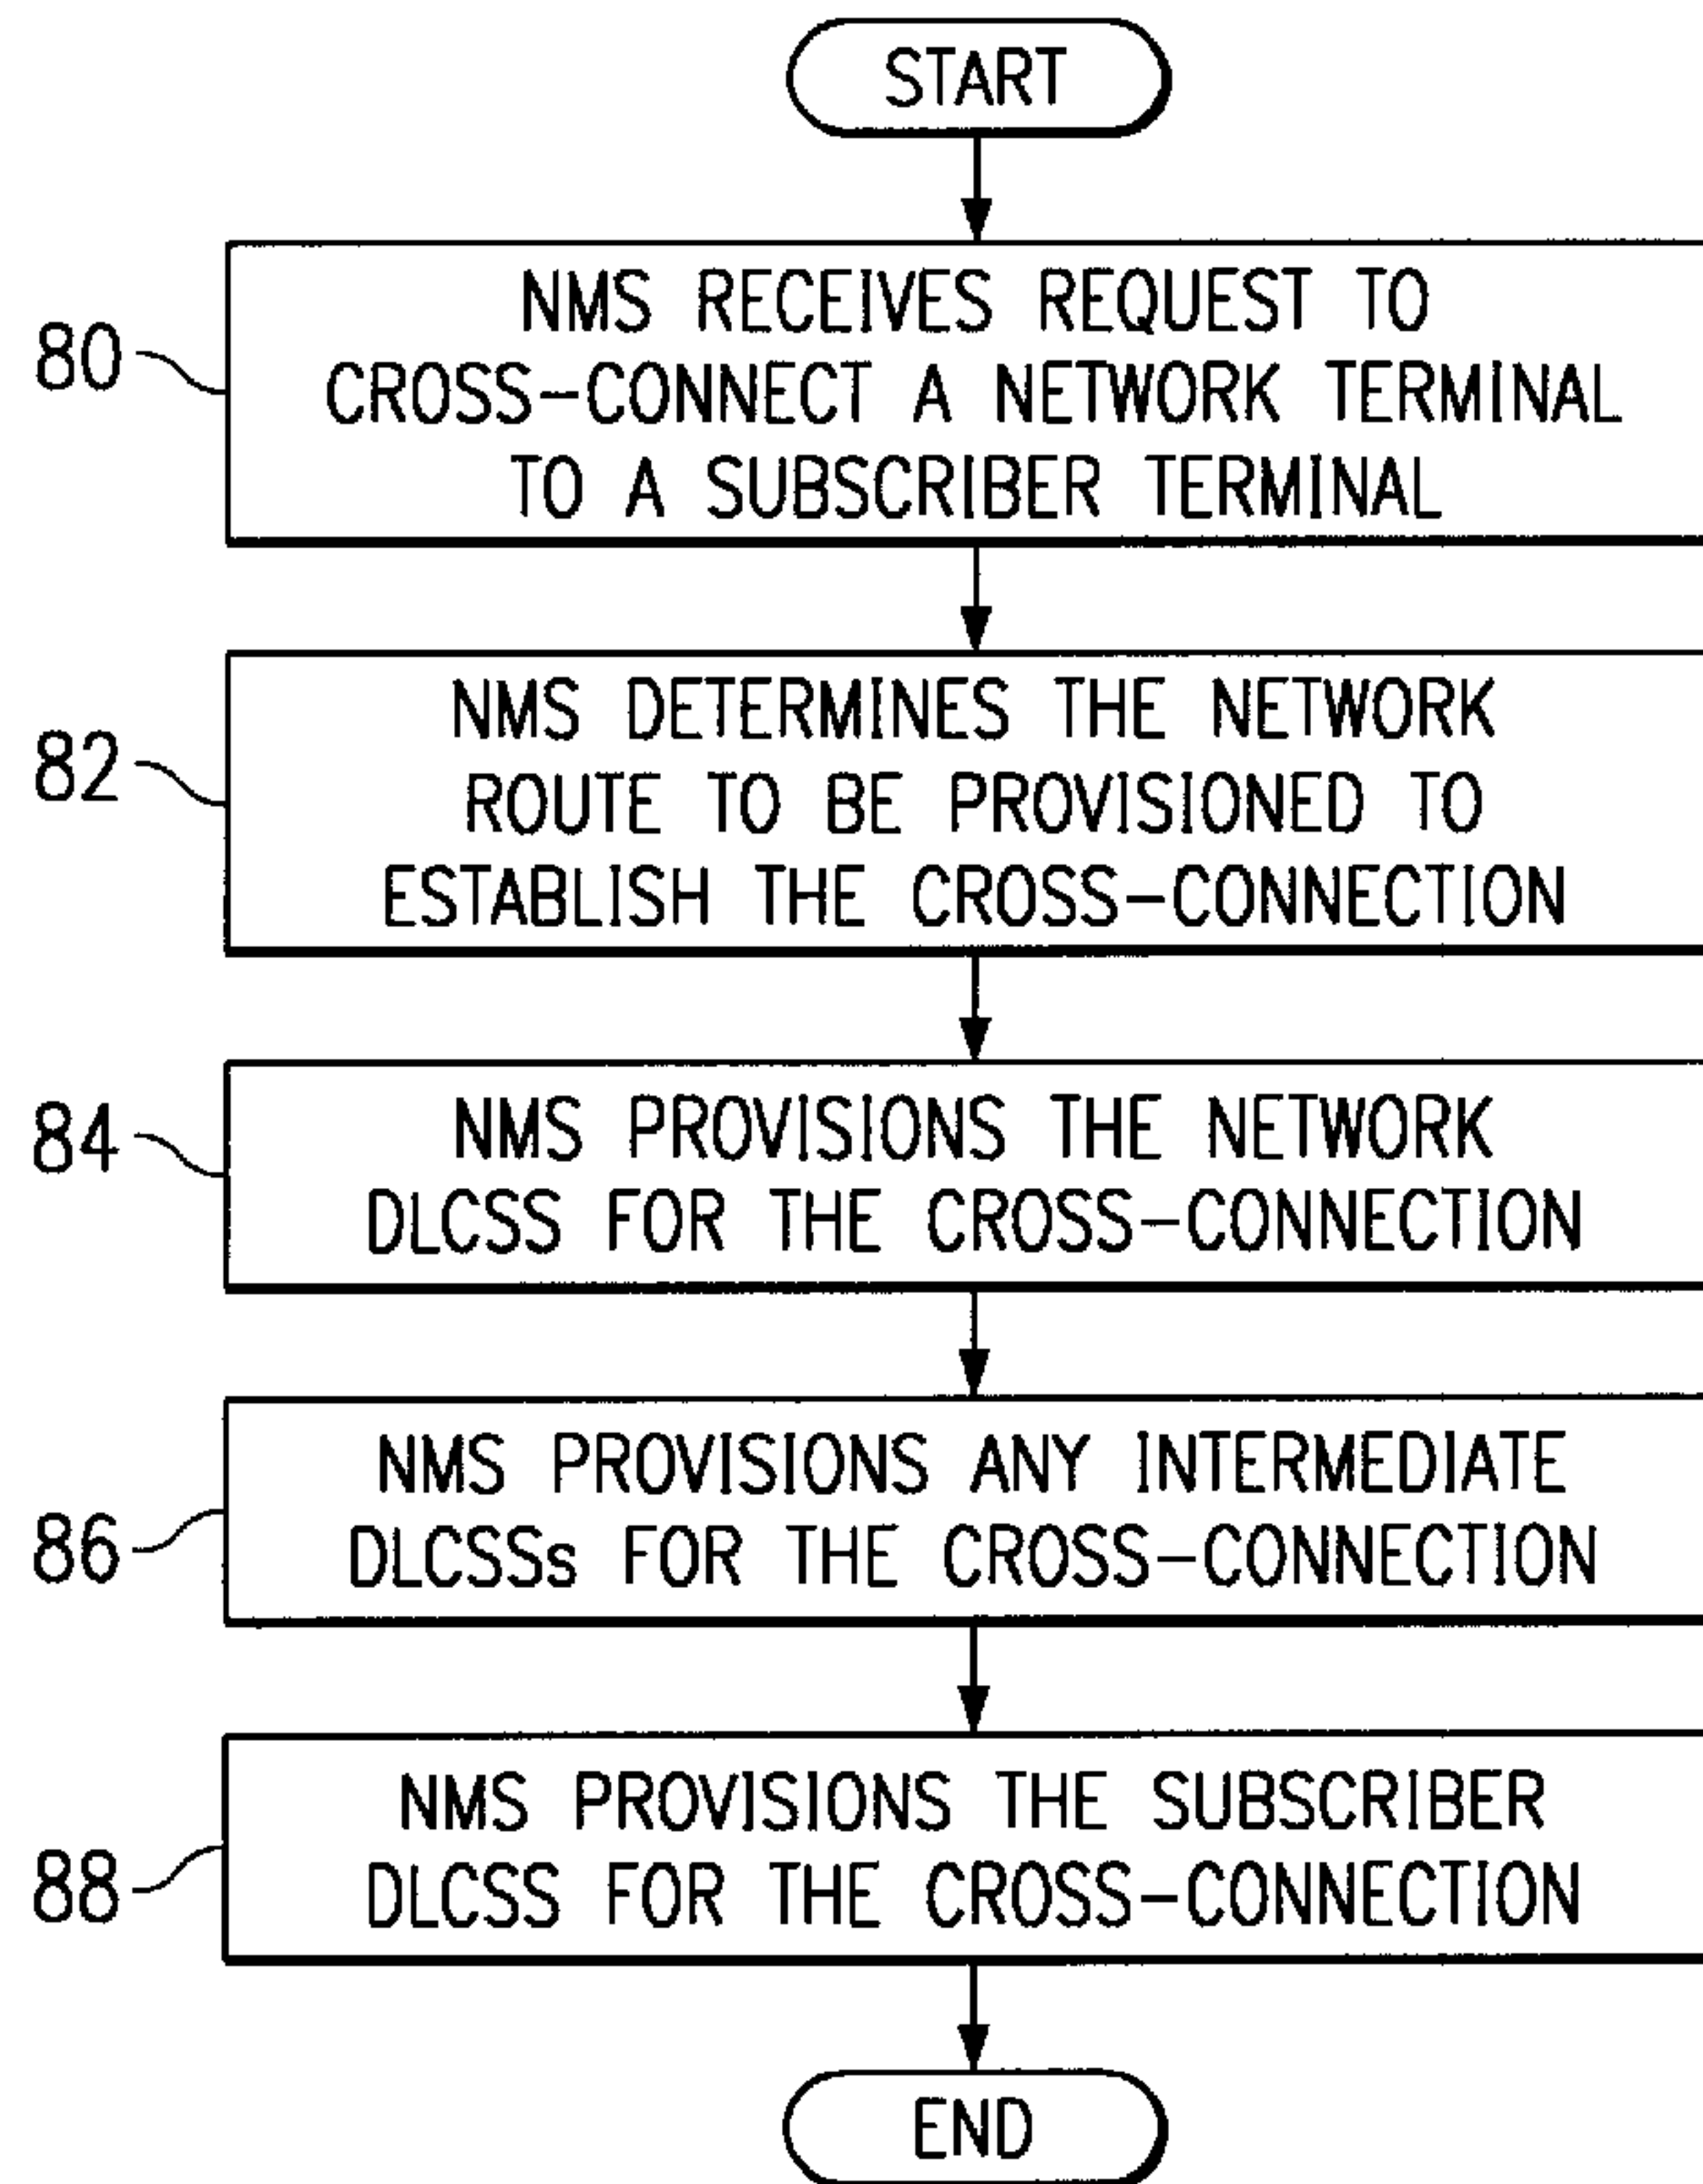 START
80
NMS RECEIVES REQUEST TO
CROSS-CONNECT A NETWORK TERMINAL
TO A SUBSCRIBER TERMINAL
82
NMS DETERMINES THE NETWORK
ROUTE TO BE PROVISIONED TO
ESTABLISH THE CROSS-CONNECTION
84
NMS PROVISIONS THE NETWORK
DLCSS FOR THE CROSS-CONNECTION
86
NMS PROVISIONS ANY INTERMEDIATE
DLCSSs FOR THE CROSS-CONNECTION
88
NMS PROVISIONS THE SUBSCRIBER
DLCSS FOR THE CROSS-CONNECTION
END